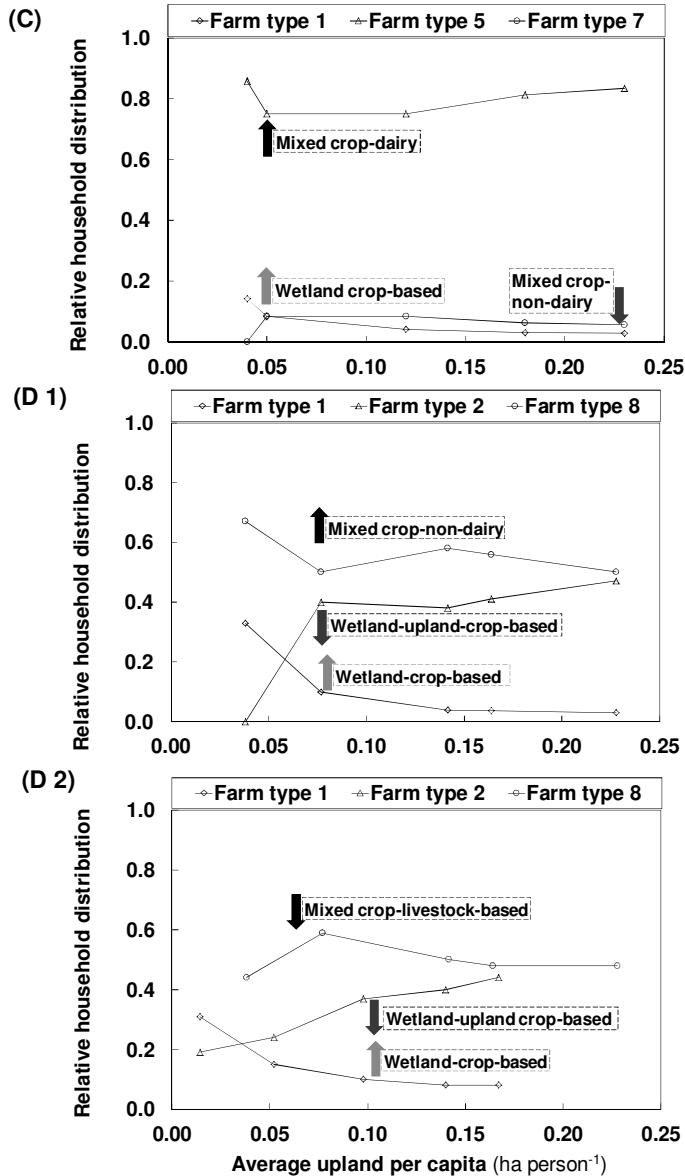 (C)
Farm type 1 Farm type 5 Farm type 7
Relative household distribution
1.0
0.8
0.6
0.4
0.2
0.0
Mixed crop-dairy
Wetland crop-based
Mixed crop-
non-dairy
0.00 0.05 0.10 0.15 0.20 0.25
(D 1)
Farm type 1 Farm type 2 Farm type 8
Relative household distribution
1.0
0.8
0.6
0.4
0.2
0.0
Mixed crop-non-dairy
Wetland-upland-crop-based
Wetland-crop-based
0.00 0.05 0.10 0.15 0.20 0.25
(D 2)
Farm type 1 Farm type 2 Farm type 8
Relative household distribution
1.0
0.8
0.6
0.4
0.2
0.0
Mixed crop-livestock-based
Wetland-upland crop-based
Wetland-crop-based
0.00 0.05 0.10 0.15 0.20 0.25
Average upland per capita (ha person⁻¹)